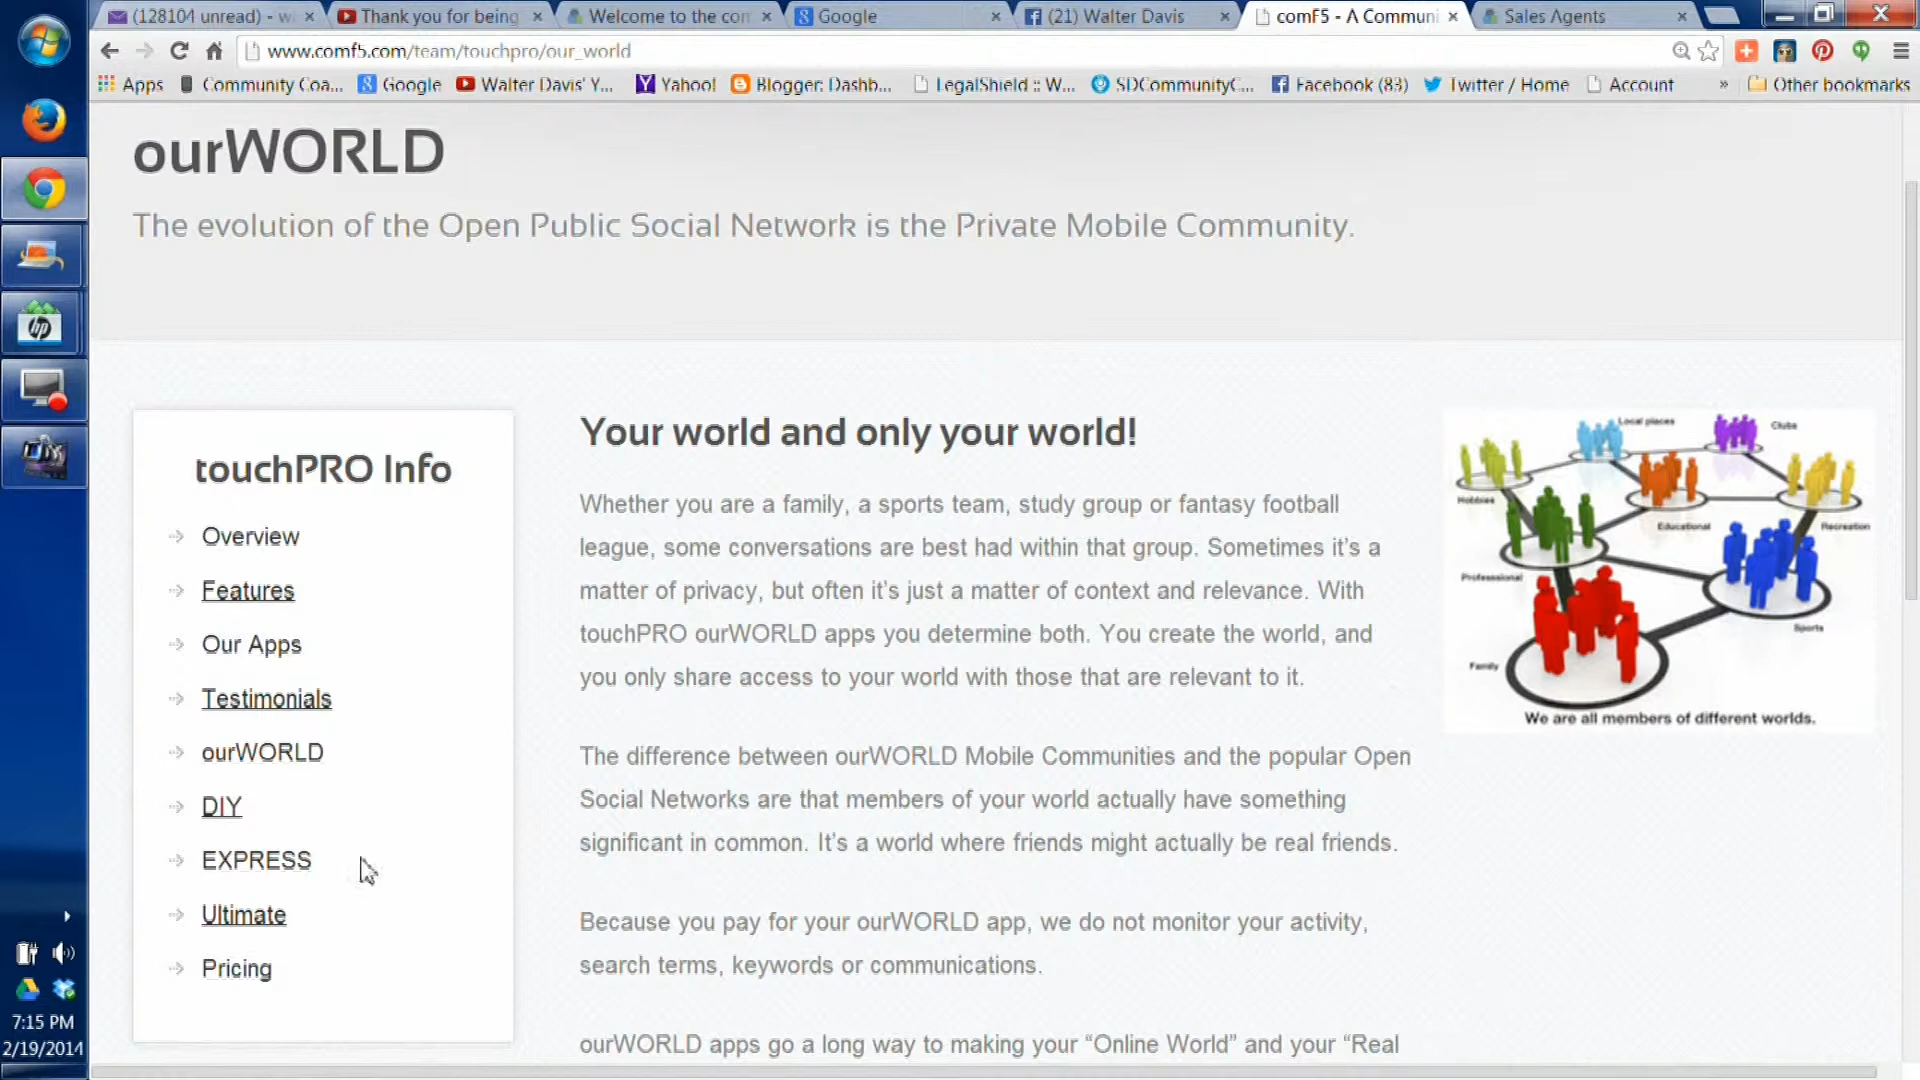 (128104 unread) - w
Thank you for being
Welcome to the con
Google
(21) Walter Davis
comF5 - A Communi
Sales Agents
www.comf5.com/team/touchpro/our_world
Apps
Community Coa...
Google
Walter Davis' Y...
Yahoo!
Blogger: Dashb...
LegalShield :: W...
SDCommunityC...
Facebook (83)
Twitter / Home
Account
»
Other bookmarks
ourWORLD
The evolution of the Open Public Social Network is the Private Mobile Community.
touchPRO Info
Overview
Features
Our Apps
Testimonials
ourWORLD
DIY
EXPRESS
Ultimate
Pricing
Your world and only your world!
Whether you are a family, a sports team, study group or fantasy football
league, some conversations are best had within that group. Sometimes it's a
matter of privacy, but often it's just a matter of context and relevance. With
touchPRO ourWORLD apps you determine both. You create the world, and
you only share access to your world with those that are relevant to it.
The difference between ourWORLD Mobile Communities and the popular Open
Social Networks are that members of your world actually have something
significant in common. It's a world where friends might actually be real friends.
Because you pay for your ourWORLD app, we do not monitor your activity,
search terms, keywords or communications.
ourWORLD apps go a long way to making your “Online World” and your “Real
Local places
Clubs
Hobbies
Educational
Recreation
Professional
Sports
Family
We are all members of different worlds.
hp
7:15 PM
2/19/2014